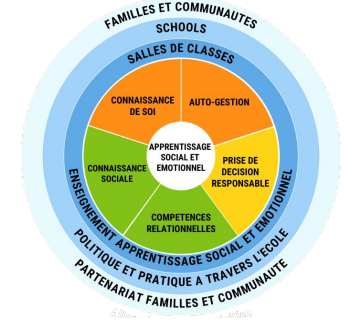 FAMILLES ET COMMUNAUTES
SCHOOLS
SALLES DE CLASSES
CONNAISSANCE
DE SOI
AUTO-GESTION
APPRENTISSAGE
SOCIAL ET
EMOTIONNEL
CONNAISSANCE
SOCIALE
PRISE DE
DECISION
RESPONSABLE
COMPETENCES
RELATIONNELLES
ENSEIGNEMENT APPRENTISSAGE SOCIAL ET EMOTIONNEL
POLITIQUE ET PRATIQUE A TRAVERS L'ECOLE
PARTENARIAT FAMILLES ET COMMUNAUTE